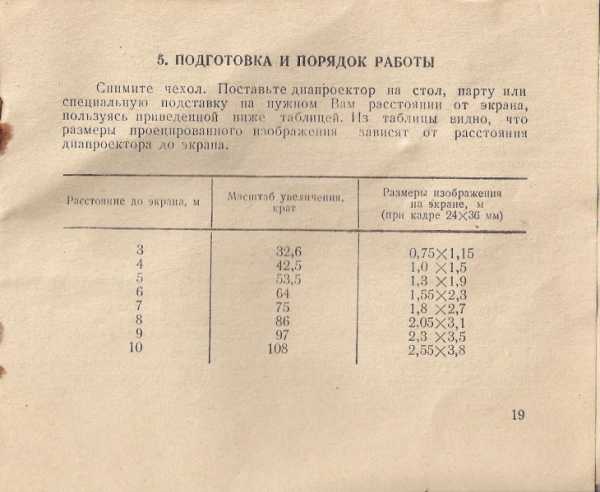 5. ПОДГОТОВКА И ПОРЯДОК РАБОТЫ
Снимите чехол. Поставьте диапроектор на стол, парту или
специальную подставку на нужном Вам расстоянии от экрана,
пользуясь приведенной ниже таблицей. Из таблицы видно, что
размеры проецированного изображения зависят от расстояния
диапроектора до экрана.
Расстояние до экрана, м
Масштаб увеличения,
крат
Размеры изображения
на экране, м
(при кадре 24×36 мм)
3 32,6 0,75×1,15
4 42,5 1,0 ×1,5
5 53,5 1,3 ×1,9
6 64 1,55×2,3
7 75 1,8 ×2,7
8 86 2.05×3,1
9 97 2,3 ×3,5
10 108 2,55×3,8
19